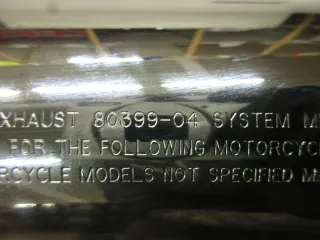 XHAUST 80399-04 SYSTEM M
FOR THE FOLLOWING MOTORCYC
RCYCLE MODELS NOT SPECIFIED M